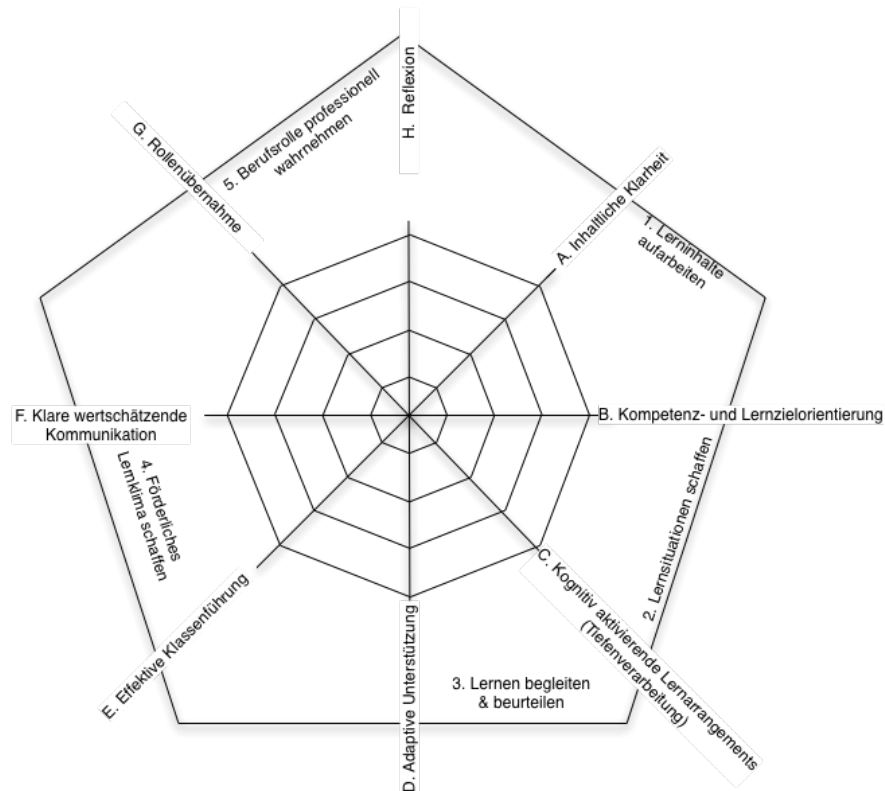 H. Reflexion
G. Rollenübernahme
5. Berufsrolle professionell
wahrnehmen
A. Inhaltliche Klarheit
1. Lerninhalte
aufarbeiten
F. Klare wertschätzende
Kommunikation
B. Kompetenz- und Lernzielorientierung
4. Förderliches
Lernklima schaffen
2. Lernsituationen schaffen
E. Effektive Klassenführung
D. Adaptive Unterstützung
3. Lernen begleiten
& beurteilen
C. Kognitiv aktivierende Lernarrangements
(Tiefenverarbeitung)